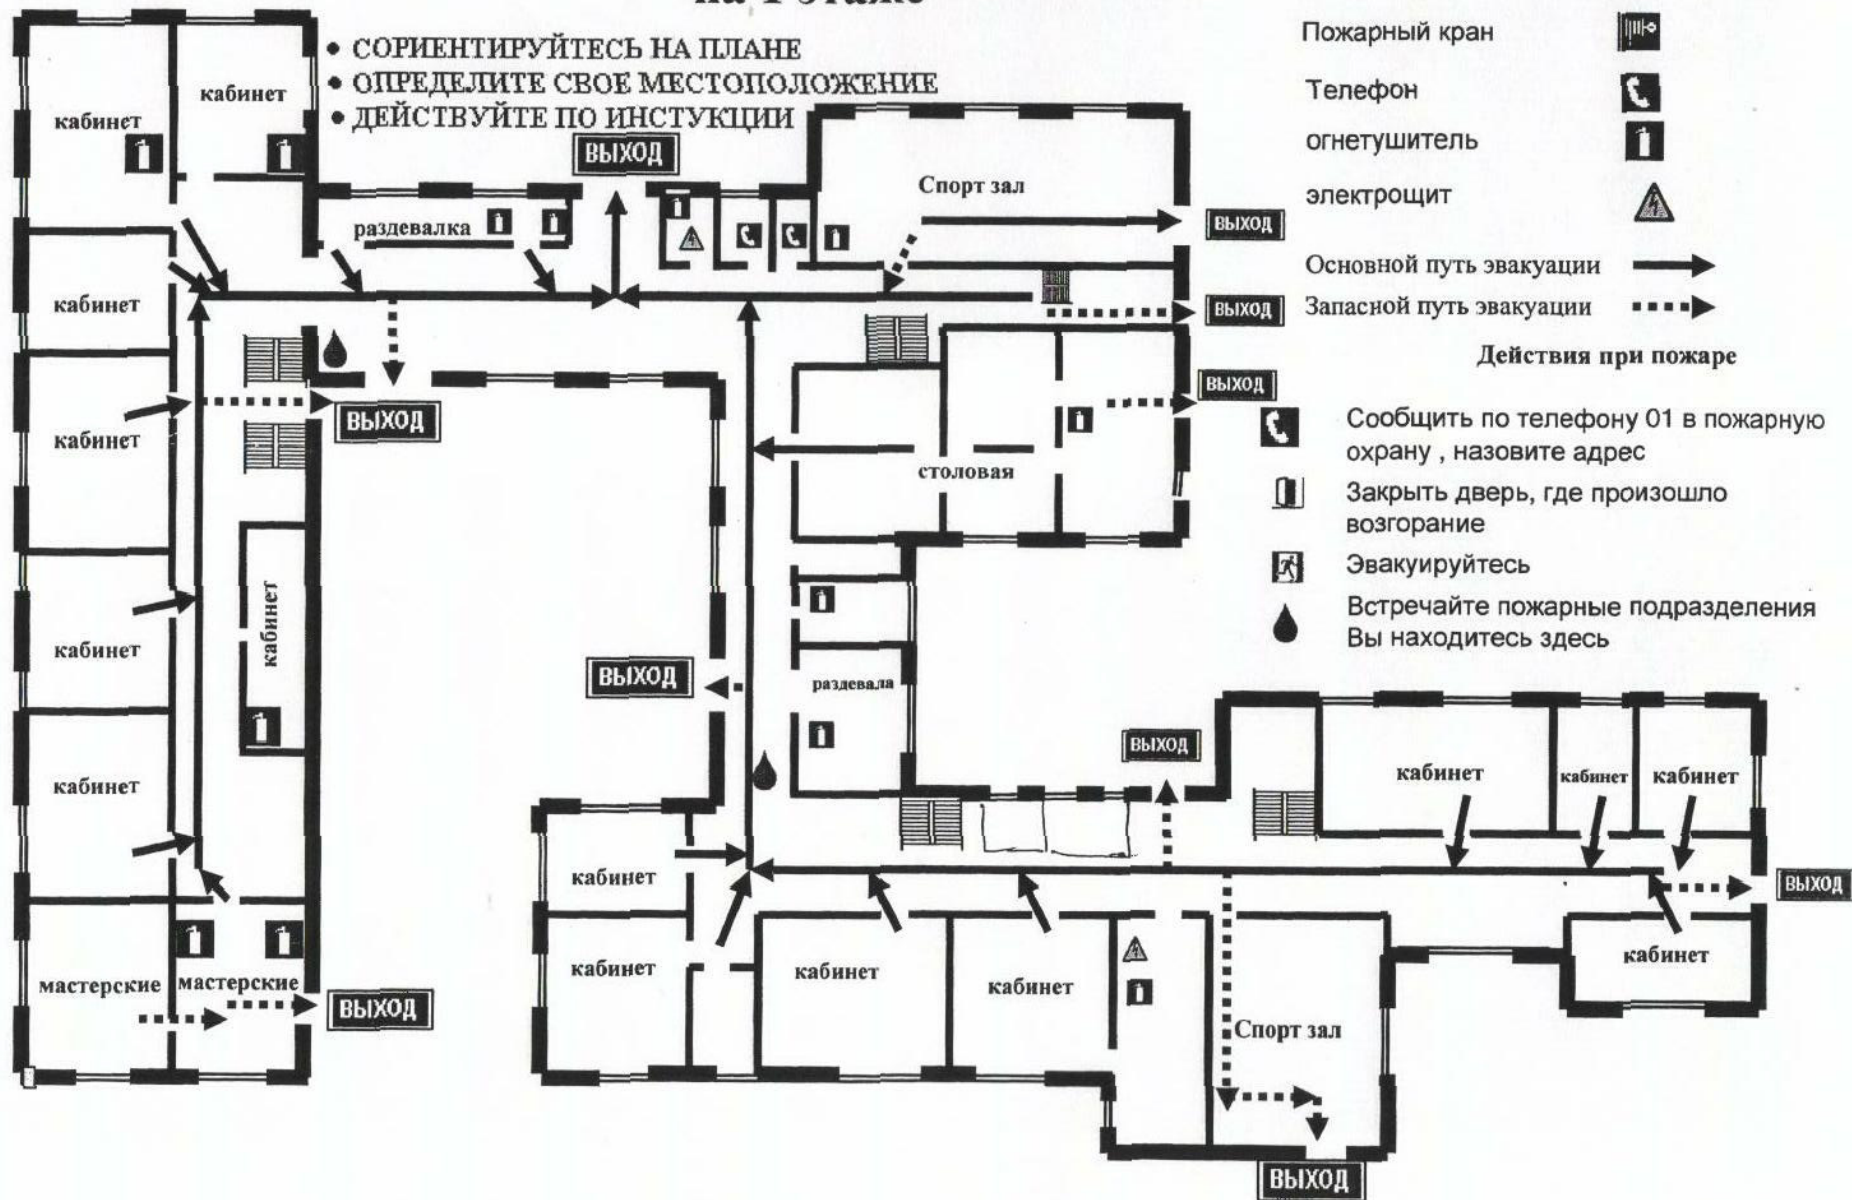 на 1 этаже
• СОРИЕНТИРУЙТЕСЬ НА ПЛАНЕ
• ОПРЕДЕЛИТЕ СВОЕ МЕСТОПОЛОЖЕНИЕ
• ДЕЙСТВУЙТЕ ПО ИНСТУКЦИИ
Пожарный кран
Телефон
огнетушитель
электрощит
Основной путь эвакуации
Запасной путь эвакуации
Действия при пожаре
Сообщить по телефону 01 в пожарную
охрану , назовите адрес
Закрыть дверь, где произошло
возгорание
Эвакуируйтесь
Встречайте пожарные подразделения
Вы находитесь здесь
кабинет
кабинет
ВЫХОД
Спорт зал
раздевалка
ВЫХОД
кабинет
ВЫХОД
ВЫХОД
ВЫХОД
кабинет
столовая
кабинет
кабинет
ВЫХОД
раздевала
кабинет
ВЫХОД
кабинет
кабинет
кабинет
кабинет
ВЫХОД
кабинет
кабинет
кабинет
кабинет
мастерские
мастерские
ВЫХОД
Спорт зал
ВЫХОД